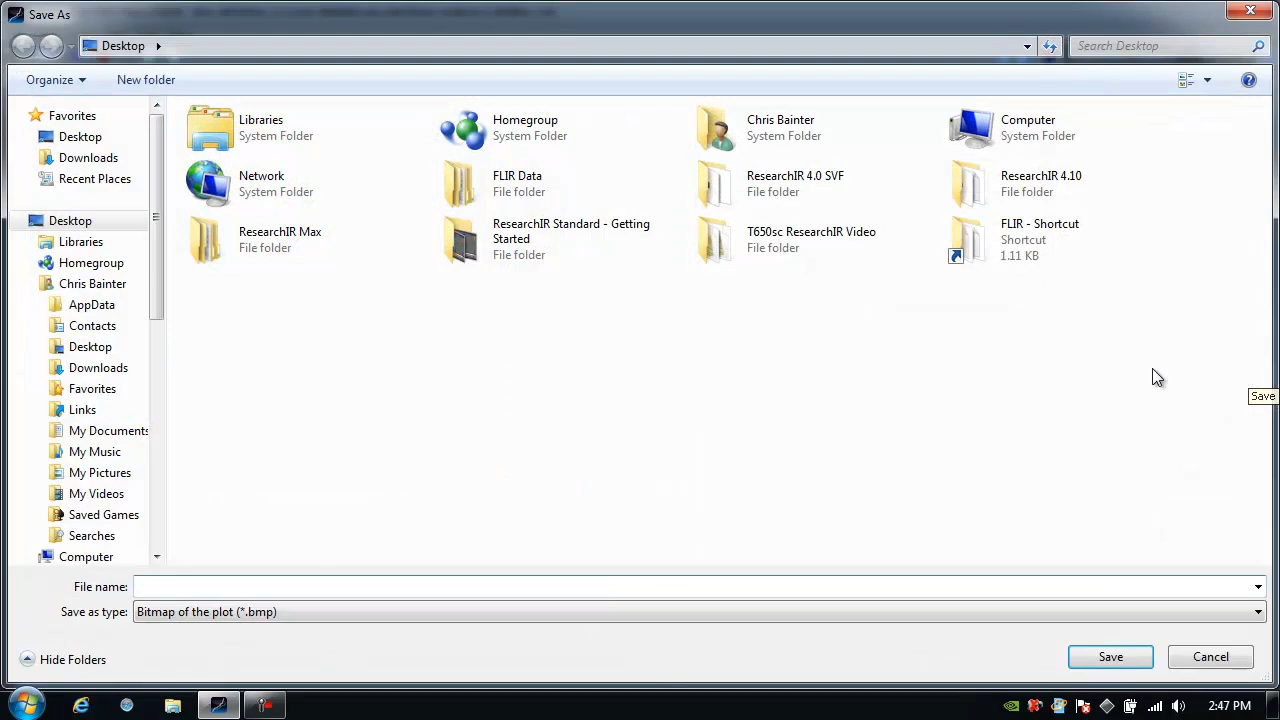 Save As
Desktop
Search Desktop
Organize
New folder
Favorites
Desktop
Downloads
Recent Places
Desktop
Libraries
Homegroup
Chris Bainter
AppData
Contacts
Desktop
Downloads
Favorites
Links
My Documents
My Music
My Pictures
My Videos
Saved Games
Searches
Computer
Libraries
System Folder
Homegroup
System Folder
Chris Bainter
System Folder
Computer
System Folder
Network
System Folder
FLIR Data
File folder
ResearchIR 4.0 SVF
File folder
ResearchIR 4.10
File folder
ResearchIR Max
File folder
ResearchIR Standard - Getting
Started
File folder
T650sc ResearchIR Video
File folder
FLIR - Shortcut
Shortcut
1.11 KB
Save
File name:
Save as type: Bitmap of the plot (*.bmp)
Hide Folders
Save
Cancel
2:47 PM